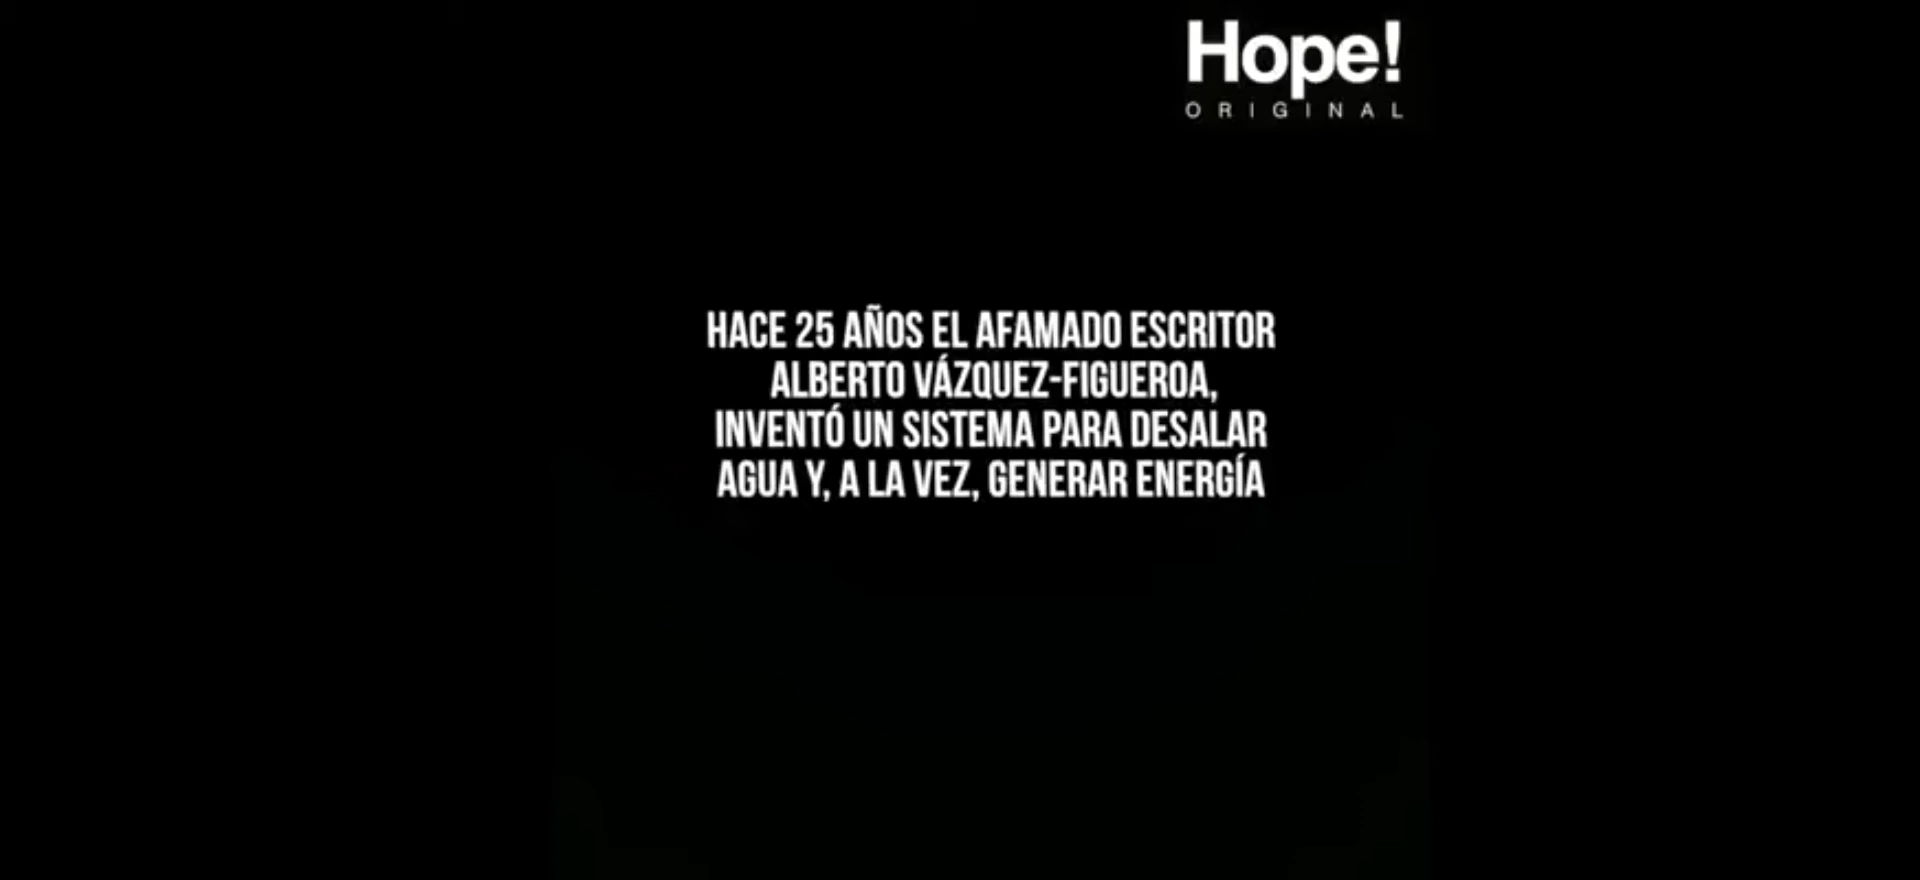 Hope!
ORIGINAL
HACE 25 AÑOS EL AFAMADO ESCRITOR
ALBERTO VÁZQUEZ-FIGUEROA,
INVENTÓ UN SISTEMA PARA DESALAR
AGUA Y, A LA VEZ, GENERAR ENERGÍA